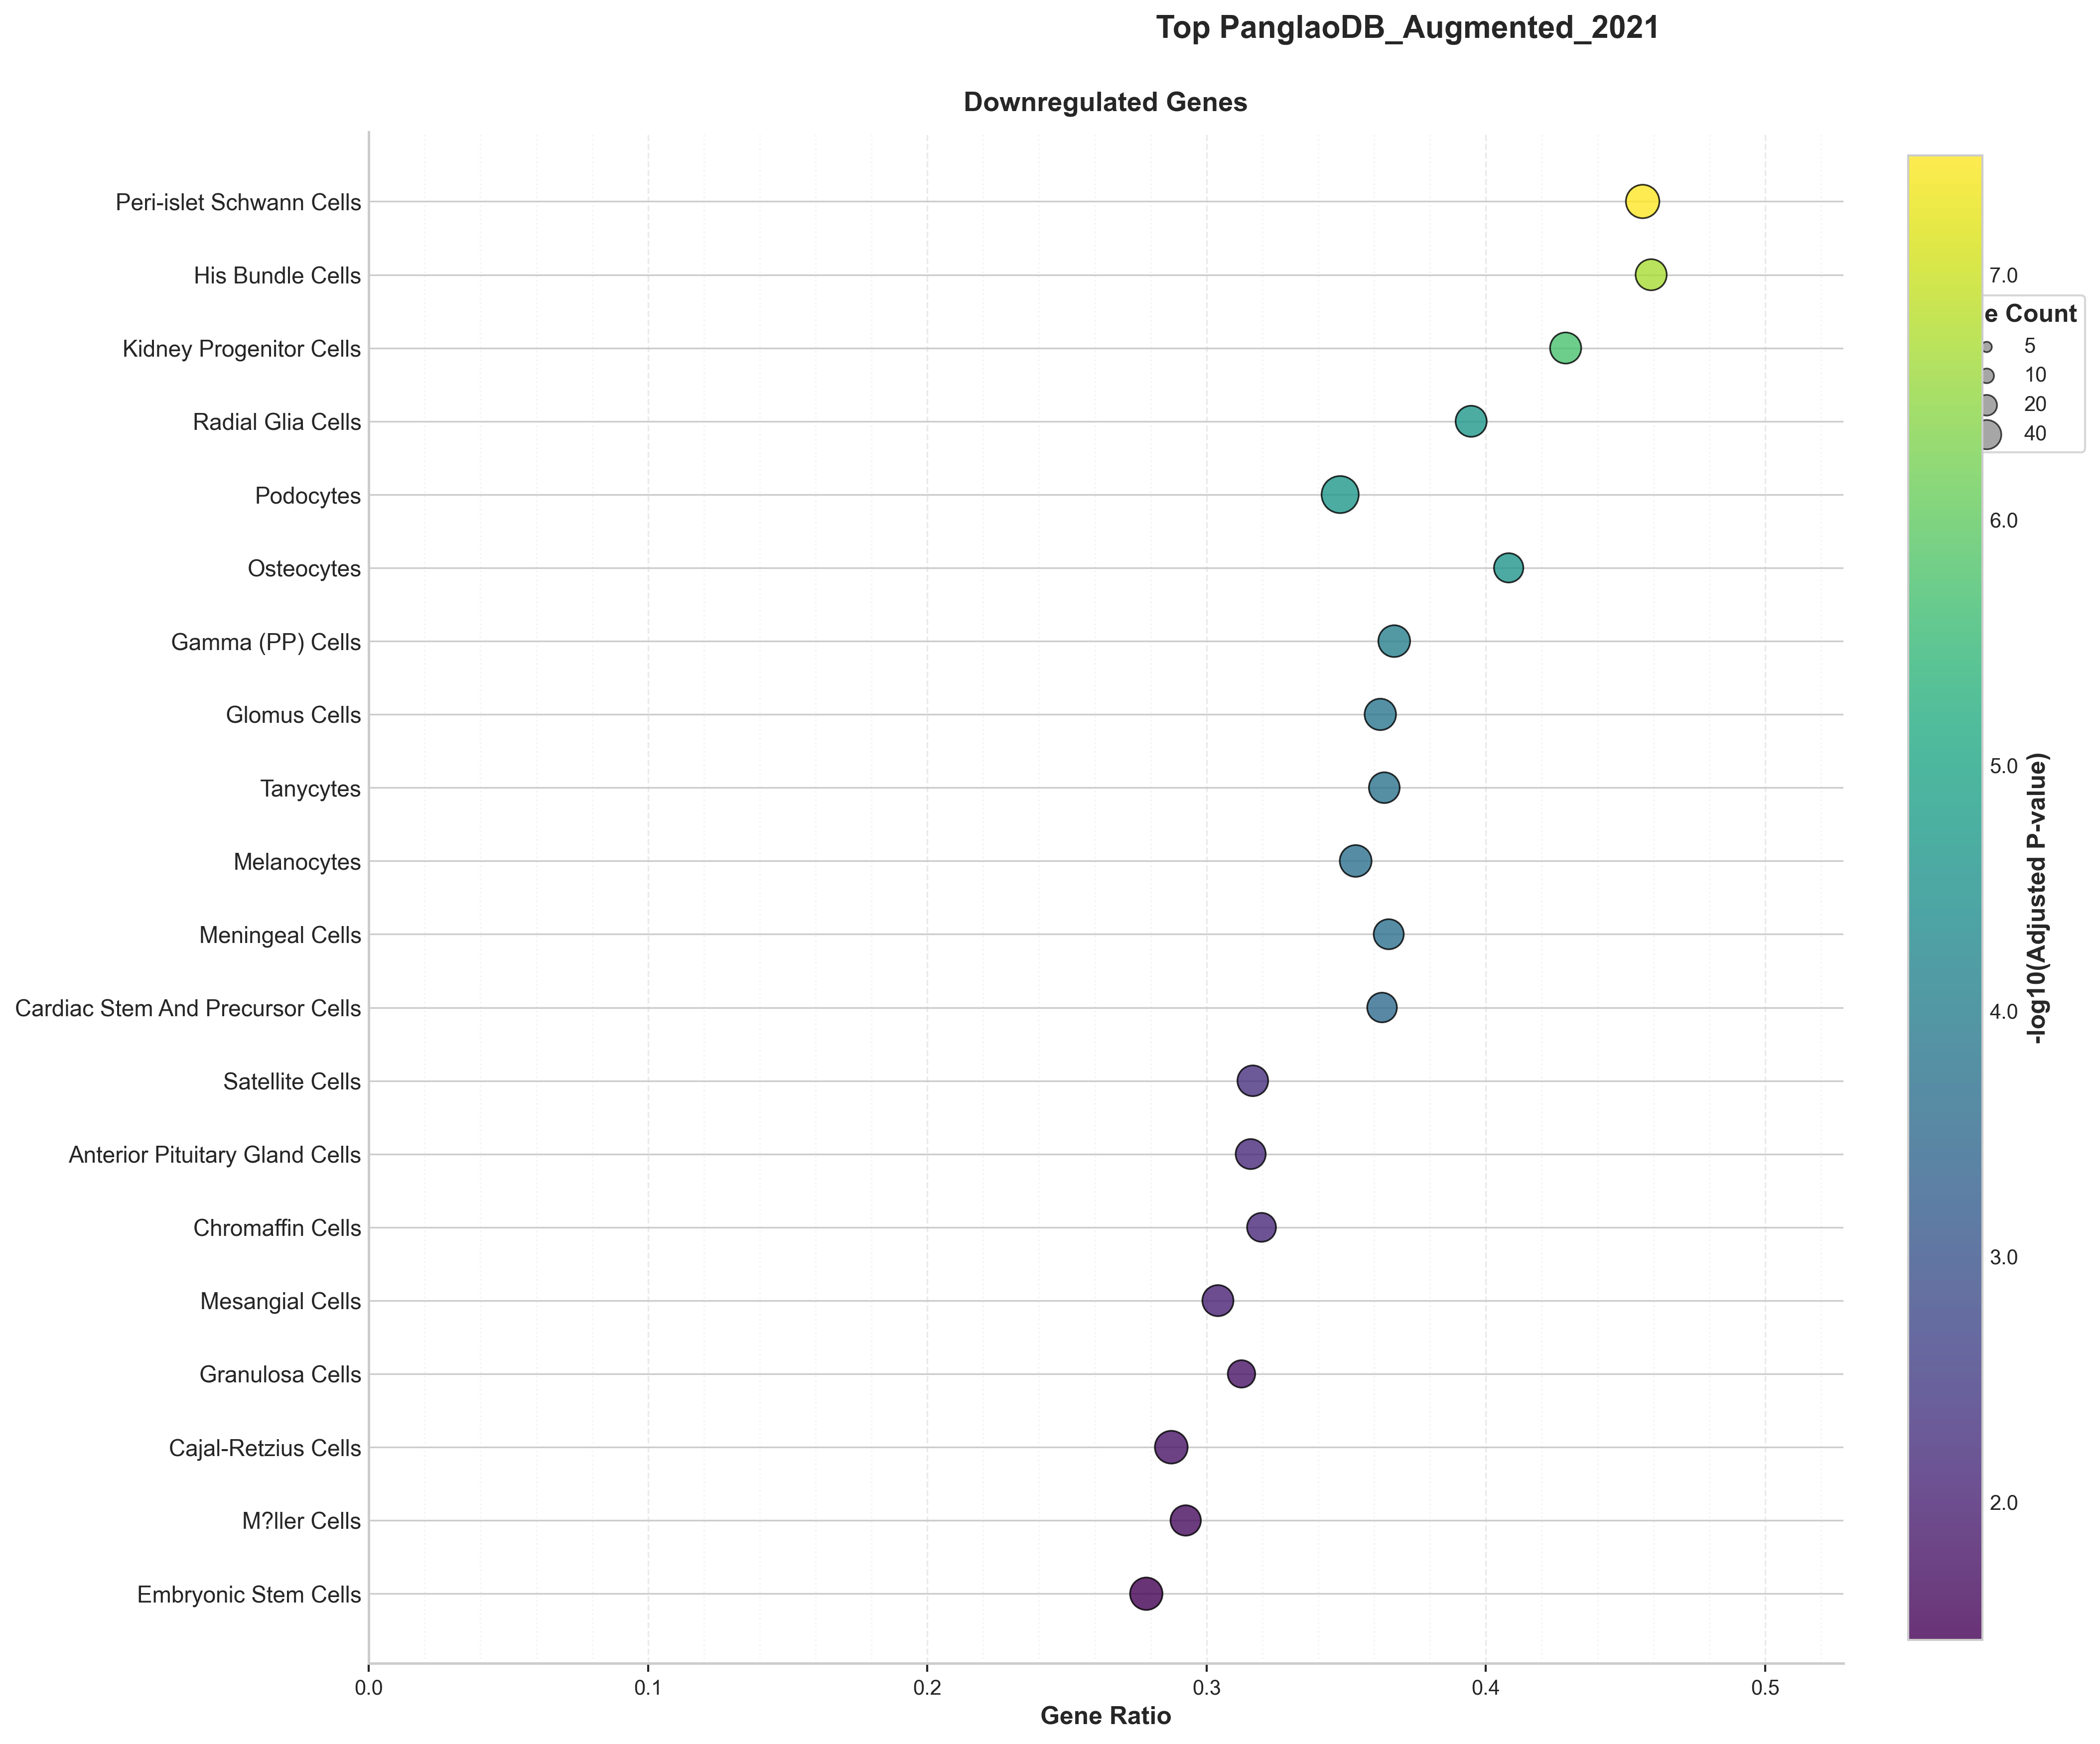 Top PanglaoDB_Augmented_2021
Downregulated Genes
Peri-islet Schwann Cells
His Bundle Cells
Kidney Progenitor Cells
Radial Glia Cells
Podocytes
Osteocytes
Gamma (PP) Cells
Glomus Cells
Tanycytes
Melanocytes
Meningeal Cells
Cardiac Stem And Precursor Cells
Satellite Cells
Anterior Pituitary Gland Cells
Chromaffin Cells
Mesangial Cells
Granulosa Cells
Cajal-Retzius Cells
M?ller Cells
Embryonic Stem Cells
0.0 0.1 0.2 0.3 0.4 0.5
Gene Ratio
7.0
6.0
5.0
4.0
3.0
2.0
-log10(Adjusted P-value)
e Count
5
10
20
40